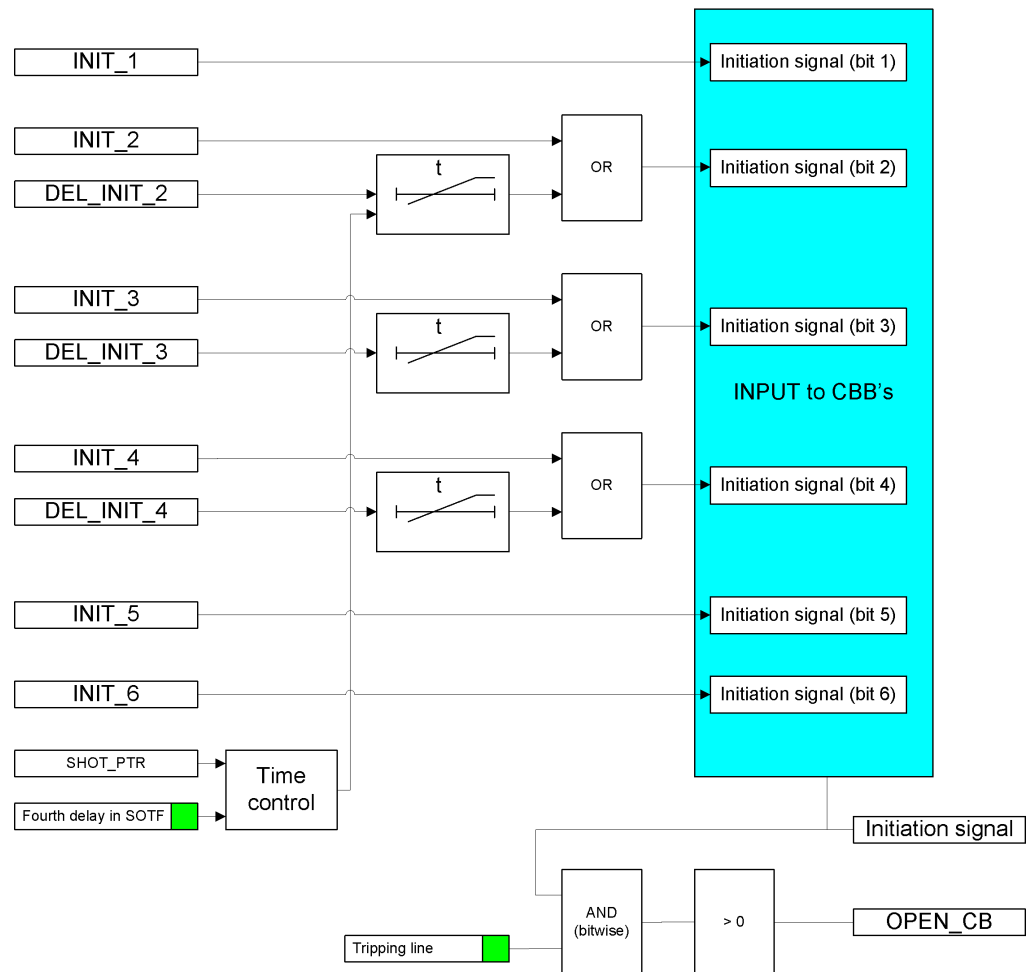 INIT_1
Initiation signal (bit 1)
INIT_2
OR
Initiation signal (bit 2)
t
DEL_INIT_2
INIT_3
OR
Initiation signal (bit 3)
t
DEL_INIT_3
INPUT to CBB's
INIT_4
OR
Initiation signal (bit 4)
t
DEL_INIT_4
INIT_5
Initiation signal (bit 5)
INIT_6
Initiation signal (bit 6)
SHOT_PTR
Time
control
Fourth delay in SOTF
Initiation signal
AND
(bitwise)
> 0
OPEN_CB
Tripping line